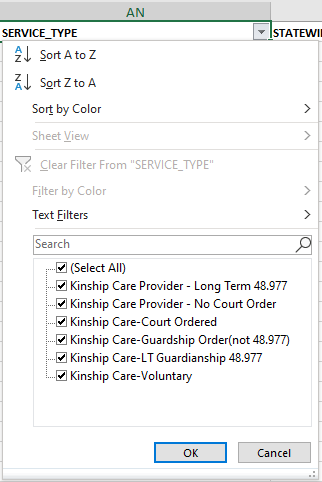 AN
SERVICE_TYPE
STATEWI
Sort A to Z
Sort Z to A
Sort by Color
Sheet View
Clear Filter From "SERVICE_TYPE"
Filter by Color
Text Filters
Search
(Select All)
Kinship Care Provider - Long Term 48.977
Kinship Care Provider - No Court Order
Kinship Care-Court Ordered
Kinship Care-Guardship Order(not 48.977)
Kinship Care-LT Guardianship 48.977
Kinship Care-Voluntary
OK
Cancel